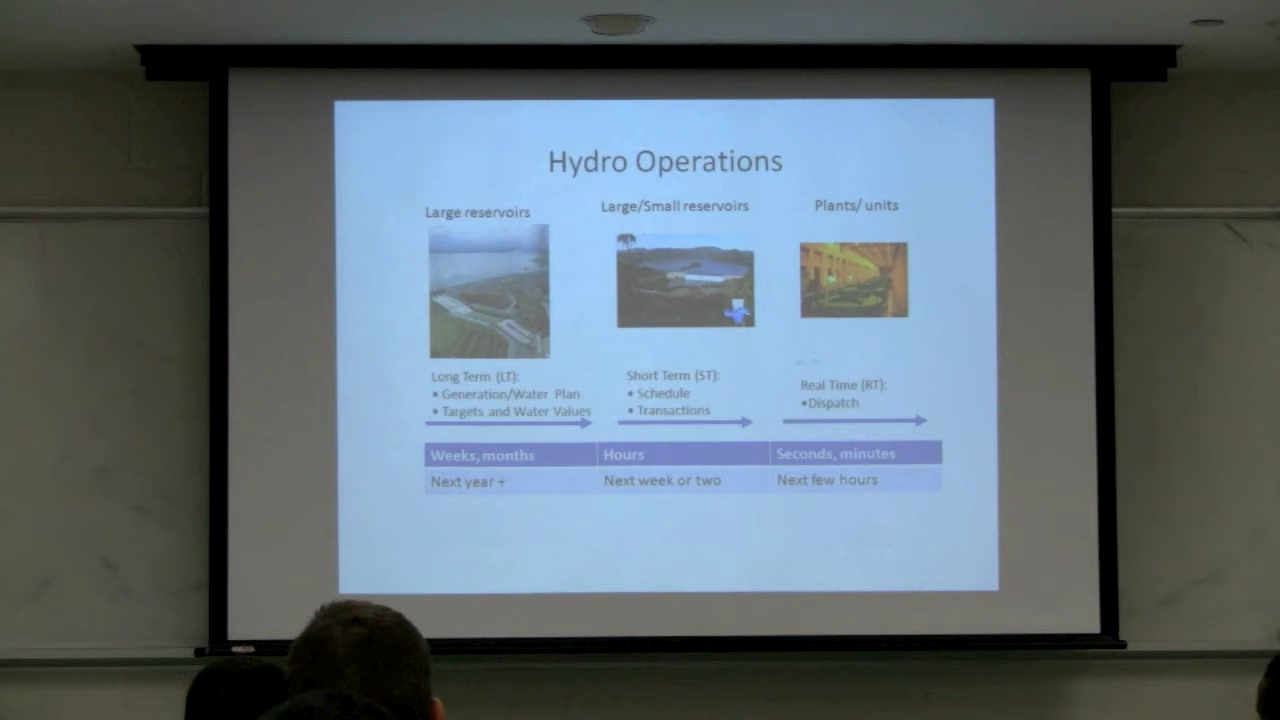 Hydro Operations
Large reservoirs
Large/Small reservoirs
Plants/ units
Long Term (LT):
• Generation/Water Plan
• Targets and Water Values
Short Term (ST):
• Schedule
• Transactions
Real Time (RT):
•Dispatch
Weeks, months
Hours
Seconds, minutes
Next year +
Next week or two
Next few hours